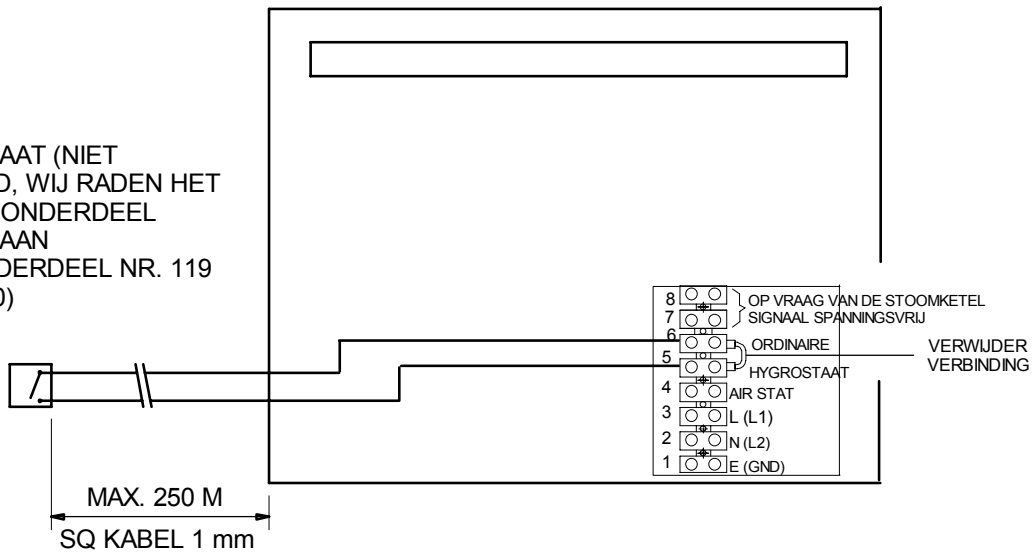 AAT (NIET
D, WIJ RADEN HET
ONDERDEEL
AAN
DERDEEL NR. 119
0)
8 OP VRAAG VAN DE STOOMKETEL
7 SIGNAAL SPANNINGSVRIJ
6 ORDINAIRE
5 HYGROSTAAT
4 AIR STAT
3 L (L1)
2 N (L2)
1 E (GND)
VERWIJDER
VERBINDING
MAX. 250 M
SQ KABEL 1 mm